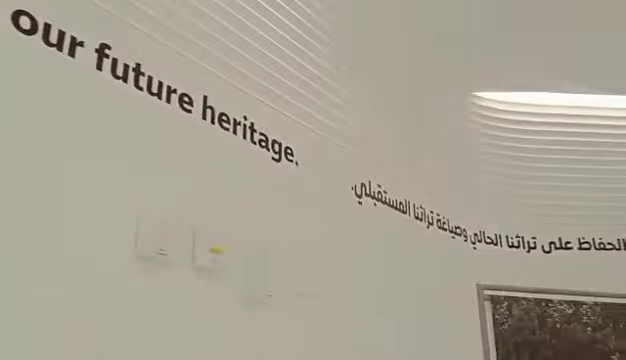 our future heritage.
الحفاظ على تراثنا الحالي وصياغة تراثنا المستقبلي.